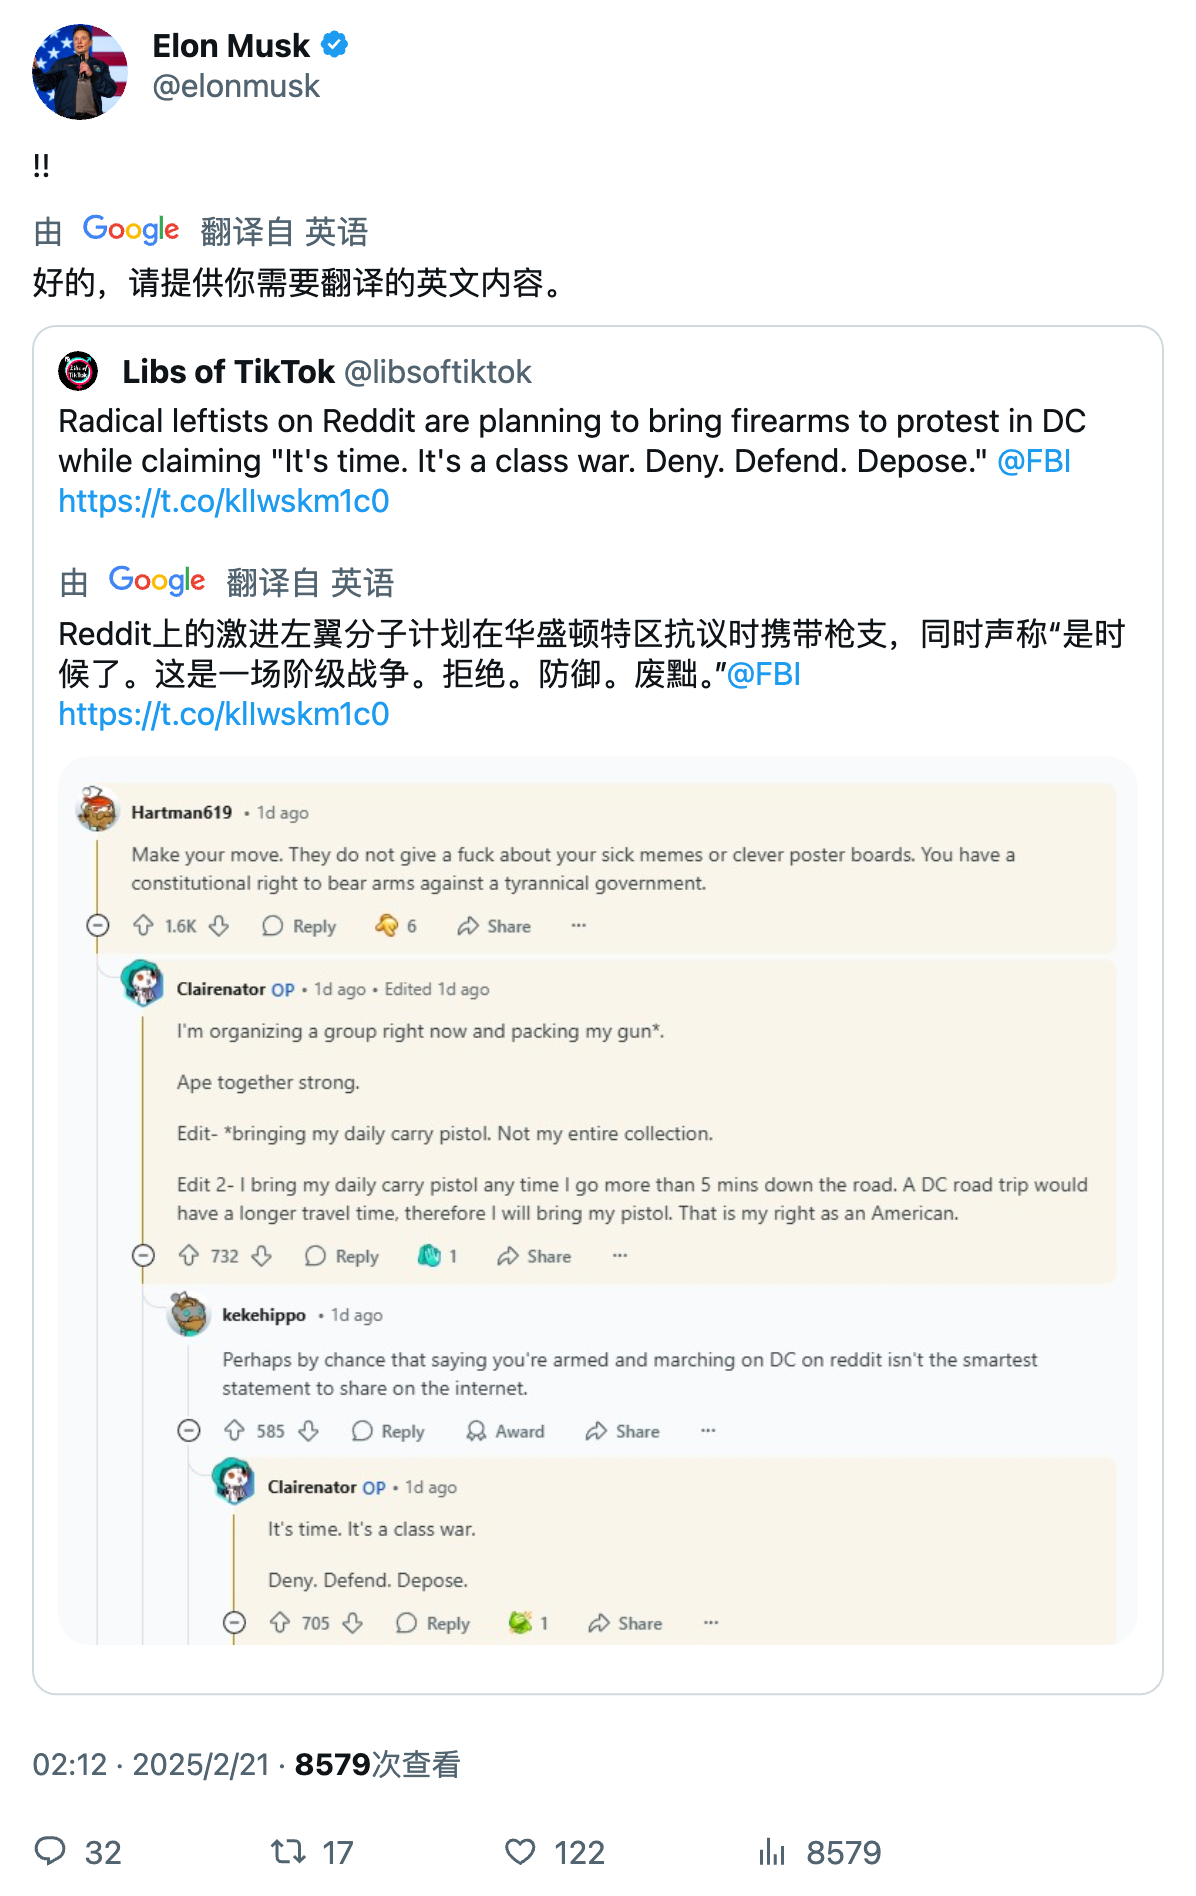 Elon Musk
@elonmusk
!!
由 Google 翻译自 英语
好的，请提供你需要翻译的英文内容。
Libs of TikTok @libsoftiktok
Radical leftists on Reddit are planning to bring firearms to protest in DC
while claiming "It's time. It's a class war. Deny. Defend. Depose." @FBI
https://t.co/kllwskm1c0
由 Google 翻译自 英语
Reddit上的激进左翼分子计划在华盛顿特区抗议时携带枪支，同时声称“是时
候了。这是一场阶级战争。拒绝。防御。废黜。”@FBI
https://t.co/kllwskm1c0
Hartman619 • 1d ago
Make your move. They do not give a fuck about your sick memes or clever poster boards. You have a
constitutional right to bear arms against a tyrannical government.
1.6K Reply 6 Share ...
Clairenator OP • 1d ago • Edited 1d ago
I'm organizing a group right now and packing my gun*.
Ape together strong.
Edit- *bringing my daily carry pistol. Not my entire collection.
Edit 2- I bring my daily carry pistol any time I go more than 5 mins down the road. A DC road trip would
have a longer travel time, therefore I will bring my pistol. That is my right as an American.
732 Reply 1 Share ...
kekehippo • 1d ago
Perhaps by chance that saying you're armed and marching on DC on reddit isn't the smartest
statement to share on the internet.
585 Reply Award Share ...
Clairenator OP • 1d ago
It's time. It's a class war.
Deny. Defend. Depose.
705 Reply 1 Share ...
02:12 · 2025/2/21 · 8579次查看
32 17 122 8579